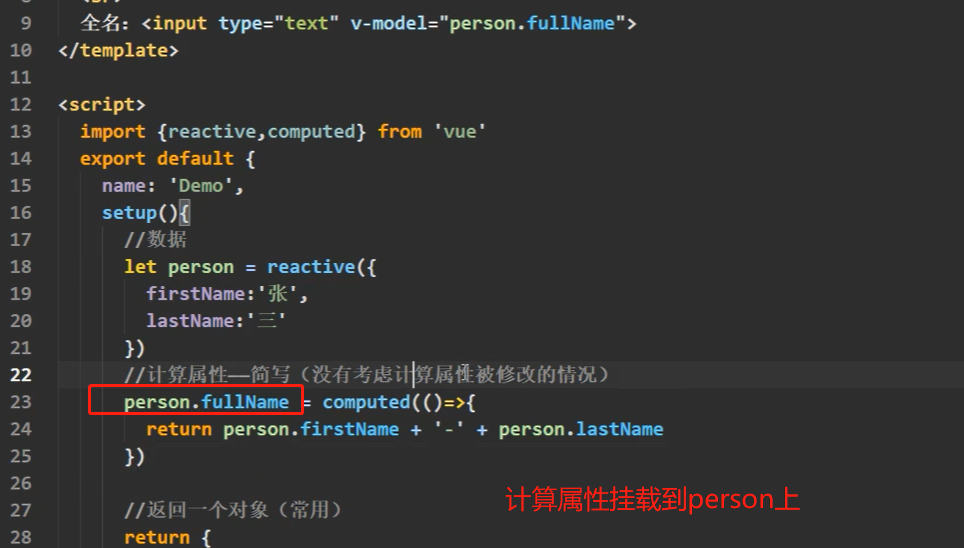 9 全名：<input type="text" v-model="person.fullName">
10 </template>
11
12 <script>
13 import {reactive,computed} from 'vue'
14 export default {
15 name: 'Demo',
16 setup(){
17 //数据
18 let person = reactive({
19 firstName:'张',
20 lastName:'三'
21 })
22 //计算属性——简写（没有考虑计算属性被修改的情况）
23 person.fullName = computed(()=>{
24 return person.firstName + '-' + person.lastName
25 })
26
27 //返回一个对象（常用）
计算属性挂载到person上
28 return {